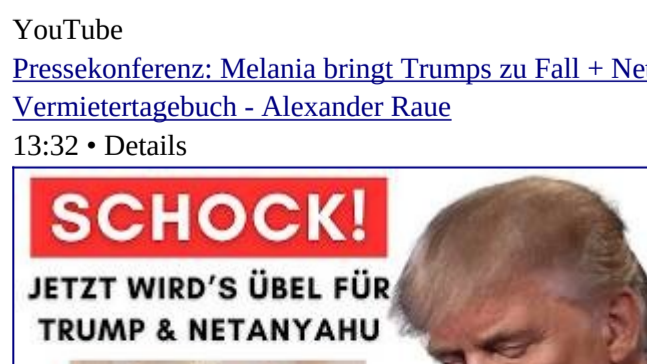 YouTube
Pressekonferenz: Melania bringt Trumps zu Fall +
Vermietertagebuch - Alexander Raue
13:32 • Details
SCHOCK!
JETZT WIRD'S ÜBEL FÜR
TRUMP & NETANYAHU